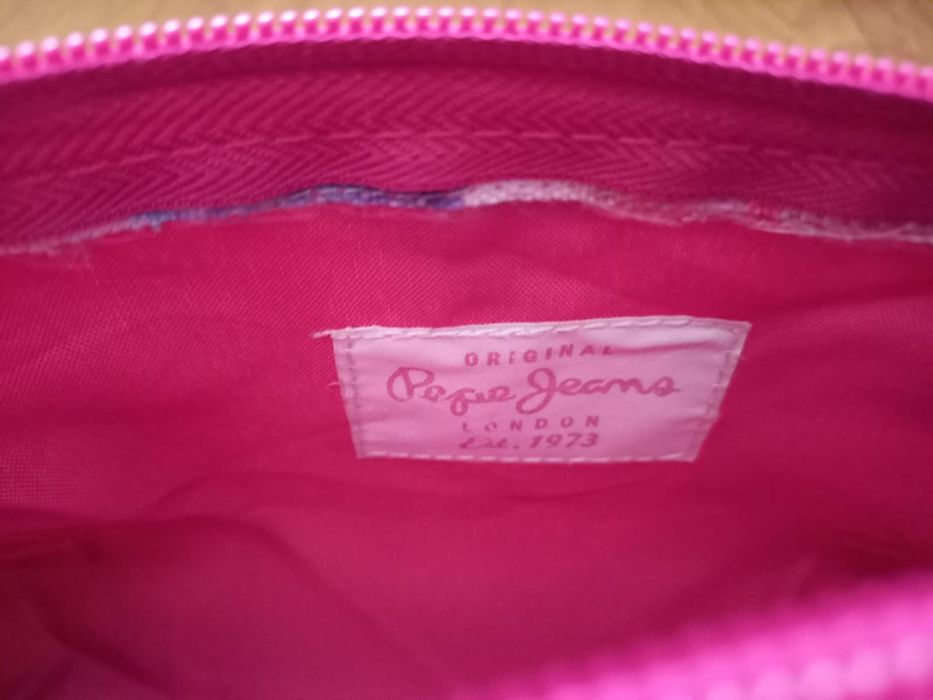 ORIGINAL
Pepe Jeans
LONDON
Est. 1973